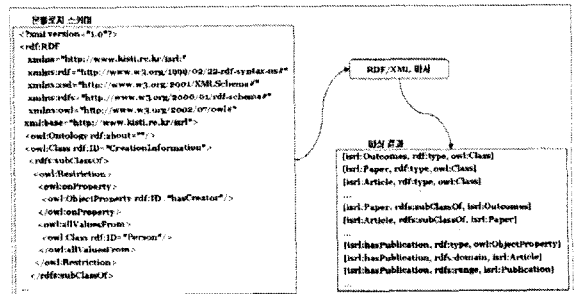 온톨로지 스키마
<?xml version="1.0"?>
<rdf:RDF
xmlns="http://www.kisti.re.kr/isrl:"
xmlns:rdf="http://www.w3.org/1999/02/22-rdf-syntax-ns#"
xmlns:xsd="http://www.w3.org/2001/XMLSchema#"
xmlns:rdfs="http://www.w3.org/2000/01/rdf-schema#"
xmlns:owl="http://www.w3.org/2002/07/owl#"
xml:base="http://www.kisti.re.kr/isrl">
<owl:Ontology rdf:about=""/>
<owl:Class rdf:ID="CreationInformation">
<rdfs:subClassOf>
<owl:Restriction>
<owl:onProperty>
<owl:ObjectProperty rdf:ID="hasCreator"/>
</owl:onProperty>
<owl:allValuesFrom>
<owl:Class rdf:ID="Person"/>
</owl:allValuesFrom>
</owl:Restriction>
</rdfs:subClassOf>
...
RDF/XML 파서
파싱 결과
[isrl:Outcomes, rdf:type, owl:Class]
[isrl:Paper, rdf:type, owl:Class]
[isrl:Article, rdf:type, owl:Class]
...
[isrl:Paper, rdfs:subClassOf, isrl:Outcomes]
[isrl:Article, rdfs:subClassOf, isrl:Paper]
...
[isrl:hasPublication, rdf:type, owl:ObjectProperty]
[isrl:hasPublication, rdfs:domain, isrl:Article]
[isrl:hasPublication, rdfs:range, isrl:Publication]
...